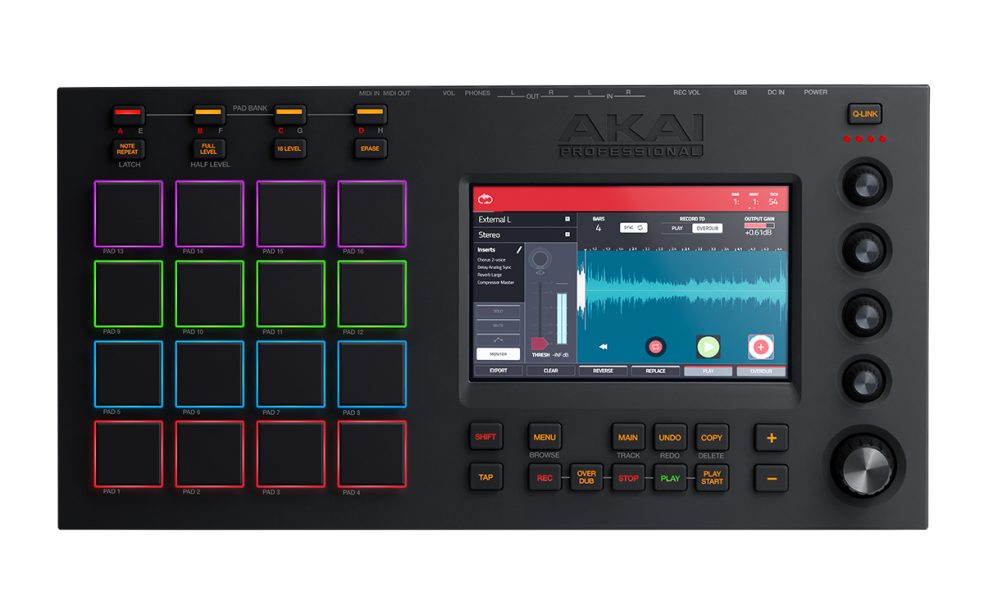 MIDI IN MIDI OUT VOL PHONES L OUT R L IN R REC VOL USB DC IN POWER
PAD BANK
A E B F C G D H
NOTE REPEAT
FULL LEVEL
16 LEVEL
ERASE
LATCH
HALF LEVEL
Q-LINK
AKAI
PROFESSIONAL
PAD 13 PAD 14 PAD 15 PAD 16
PAD 9 PAD 10 PAD 11 PAD 12
PAD 5 PAD 6 PAD 7 PAD 8
PAD 1 PAD 2 PAD 3 PAD 4
BAR BEAT TICK
1: 1: 54
External L
Stereo
BARS
4
SYNC
RECORD TO
PLAY OVERDUB
OUTPUT GAIN
+0.61dB
Inserts
Chorus 2-voice
Delay Analog Sync
Reverb Large
Compressor Master
SOLO
MUTE
MONITOR
THRESH -INF dB
EXPORT CLEAR REVERSE REPLACE PLAY OVERDUB
SHIFT MENU MAIN UNDO COPY +
BROWSE TRACK REDO DELETE
TAP REC OVER DUB STOP PLAY PLAY START −